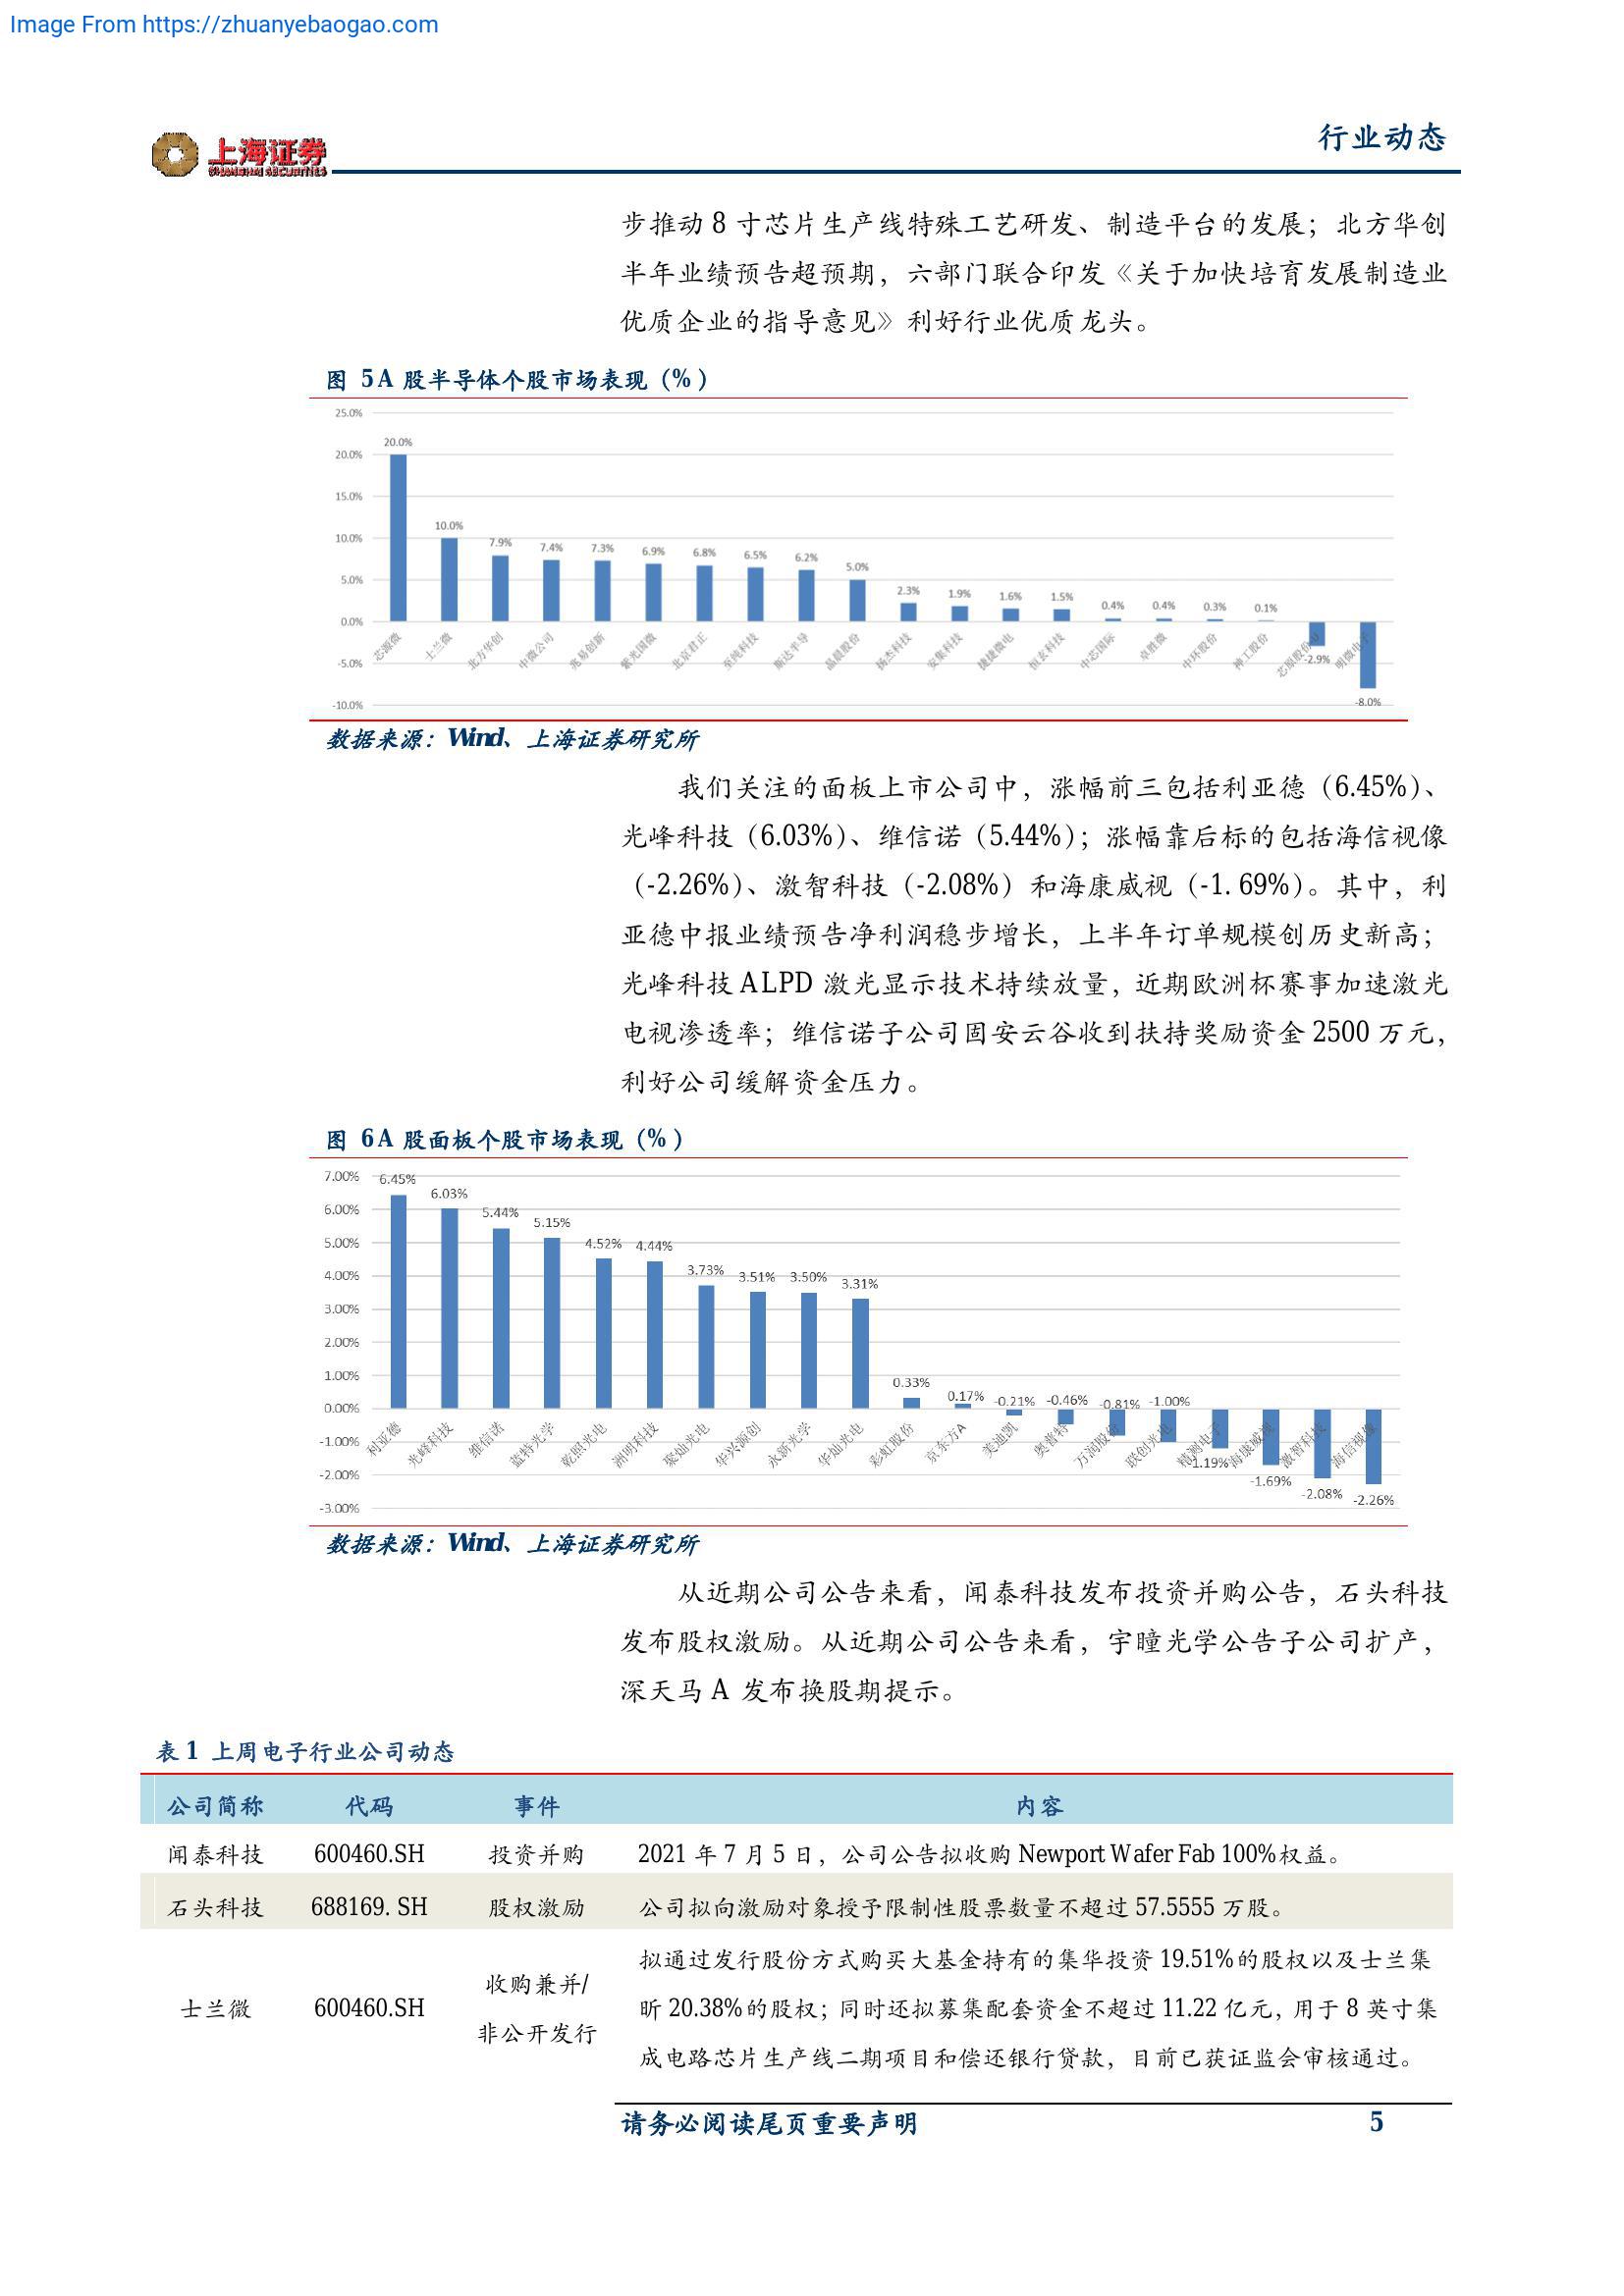 Image From https://zhuanyebaogao.com
上海证券
SHANGHAI SECURITIES
行业动态
步推动 8 寸芯片生产线特殊工艺研发、制造平台的发展；北方华创
半年业绩预告超预期，六部门联合印发《关于加快培育发展制造业
优质企业的指导意见》利好行业优质龙头。
图 5A 股半导体个股市场表现（%）
25.0%
20.0%
15.0%
10.0%
5.0%
0.0%
-5.0%
-10.0%
20.0% 10.0% 7.9% 7.4% 7.3% 6.9% 6.8% 6.5% 6.2% 5.0% 2.3% 1.9% 1.6% 1.5% 0.4% 0.4% 0.3% 0.1% -2.9% -8.0%
芯源微 士兰微 北方华创 中微公司 兆易创新 紫光国微 北京君正 至纯科技 斯达半导 晶晨股份 扬杰科技 安集科技 捷捷微电 恒玄科技 中芯国际 卓胜微 中环股份 神工股份 芯原股份 明微电子
数据来源：Wind、上海证券研究所
我们关注的面板上市公司中，涨幅前三包括利亚德（6.45%）、
光峰科技（6.03%）、维信诺（5.44%）；涨幅靠后标的包括海信视像
（-2.26%）、激智科技（-2.08%）和海康威视（-1. 69%）。其中，利
亚德中报业绩预告净利润稳步增长，上半年订单规模创历史新高；
光峰科技 ALPD 激光显示技术持续放量，近期欧洲杯赛事加速激光
电视渗透率；维信诺子公司固安云谷收到扶持奖励资金 2500 万元，
利好公司缓解资金压力。
图 6A 股面板个股市场表现（%）
7.00%
6.00%
5.00%
4.00%
3.00%
2.00%
1.00%
0.00%
-1.00%
-2.00%
-3.00%
6.45% 6.03% 5.44% 5.15% 4.52% 4.44% 3.73% 3.51% 3.50% 3.31% 0.33% 0.17% -0.21% -0.46% -0.81% -1.00% -1.19% -1.69% -2.08% -2.26%
利亚德 光峰科技 维信诺 蓝特光学 乾照光电 洲明科技 聚灿光电 华兴源创 永新光学 华灿光电 彩虹股份 京东方A 美迪凯 奥普特 万润股份 联创光电 精测电子 海康威视 激智科技 海信视像
数据来源：Wind、上海证券研究所
从近期公司公告来看，闻泰科技发布投资并购公告，石头科技
发布股权激励。从近期公司公告来看，宇瞳光学公告子公司扩产，
深天马 A 发布换股期提示。
表 1 上周电子行业公司动态
公司简称 代码 事件 内容
闻泰科技 600460.SH 投资并购 2021 年 7 月 5 日，公司公告拟收购 Newport Wafer Fab 100%权益。
石头科技 688169. SH 股权激励 公司拟向激励对象授予限制性股票数量不超过 57.5555 万股。
士兰微 600460.SH 收购兼并/
非公开发行
拟通过发行股份方式购买大基金持有的集华投资 19.51%的股权以及士兰集
昕 20.38%的股权；同时还拟募集配套资金不超过 11.22 亿元，用于 8 英寸集
成电路芯片生产线二期项目和偿还银行贷款，目前已获证监会审核通过。
请务必阅读尾页重要声明 5